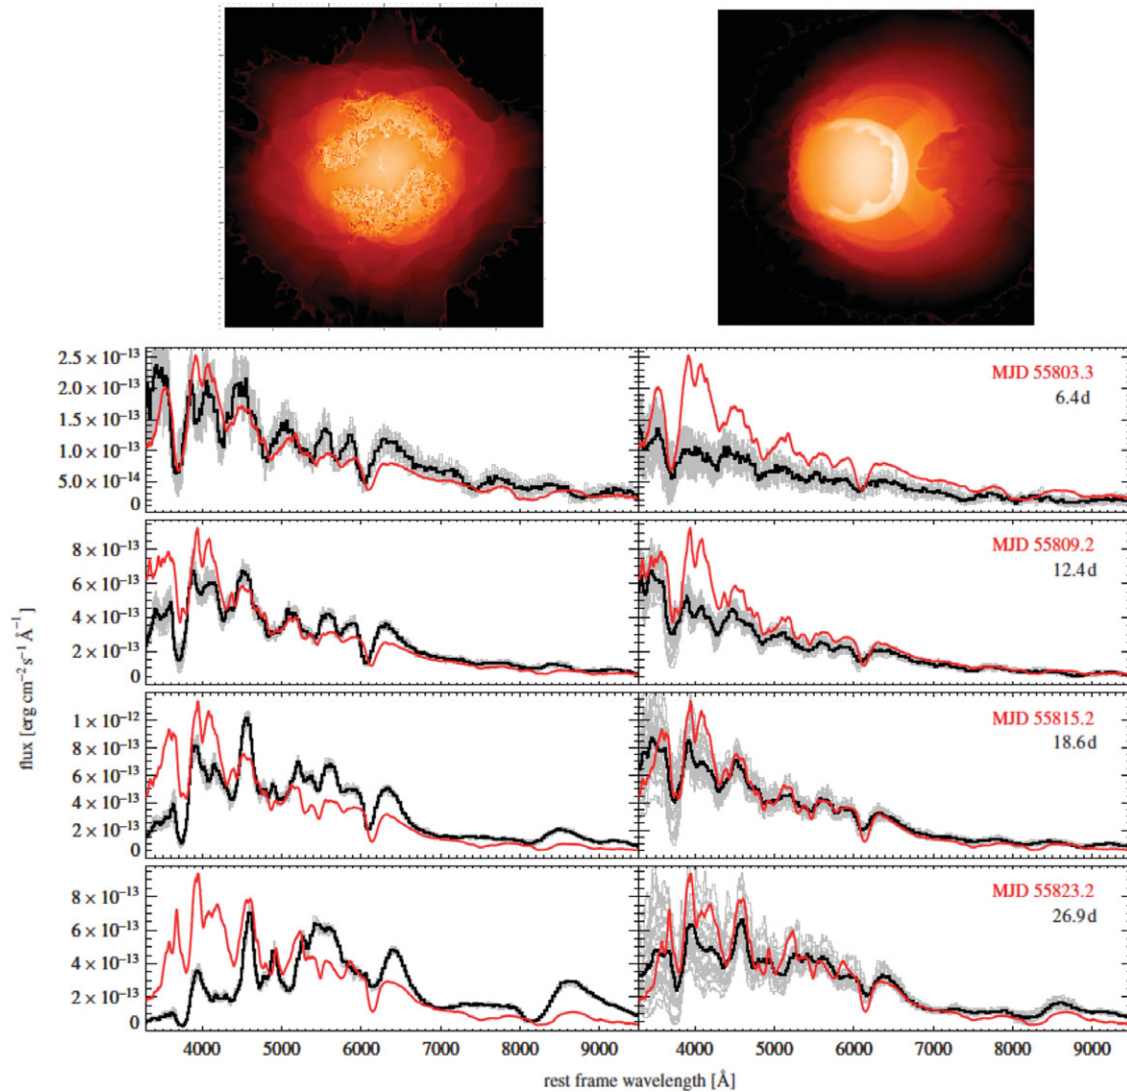 2.5 × 10⁻¹³
2.0 × 10⁻¹³
1.5 × 10⁻¹³
1.0 × 10⁻¹³
5.0 × 10⁻¹⁴
0
MJD 55803.3
6.4 d
8 × 10⁻¹³
6 × 10⁻¹³
4 × 10⁻¹³
2 × 10⁻¹³
0
MJD 55809.2
12.4 d
flux [erg cm⁻² s⁻¹ Å⁻¹]
1 × 10⁻¹²
8 × 10⁻¹³
6 × 10⁻¹³
4 × 10⁻¹³
2 × 10⁻¹³
0
MJD 55815.2
18.6 d
8 × 10⁻¹³
6 × 10⁻¹³
4 × 10⁻¹³
2 × 10⁻¹³
0
MJD 55823.2
26.9 d
4000 5000 6000 7000 8000 9000 4000 5000 6000 7000 8000 9000
rest frame wavelength [Å]